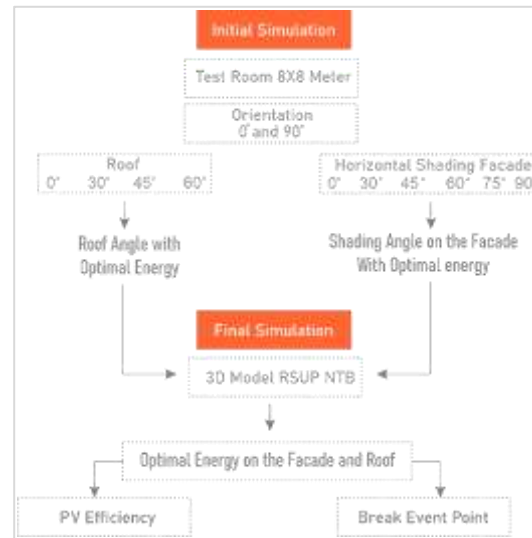 Initial Simulation
Test Room 8X8 Meter
Orientation
0° and 90°
Roof
0° 30° 45° 60°
Horizontal Shading Facade
0° 30° 45° 60° 75° 90
Roof Angle with
Optimal Energy
Shading Angle on the Facade
With Optimal energy
Final Simulation
3D Model RSUP NTB
Optimal Energy on the Facade and Roof
PV Efficiency
Break Event Point